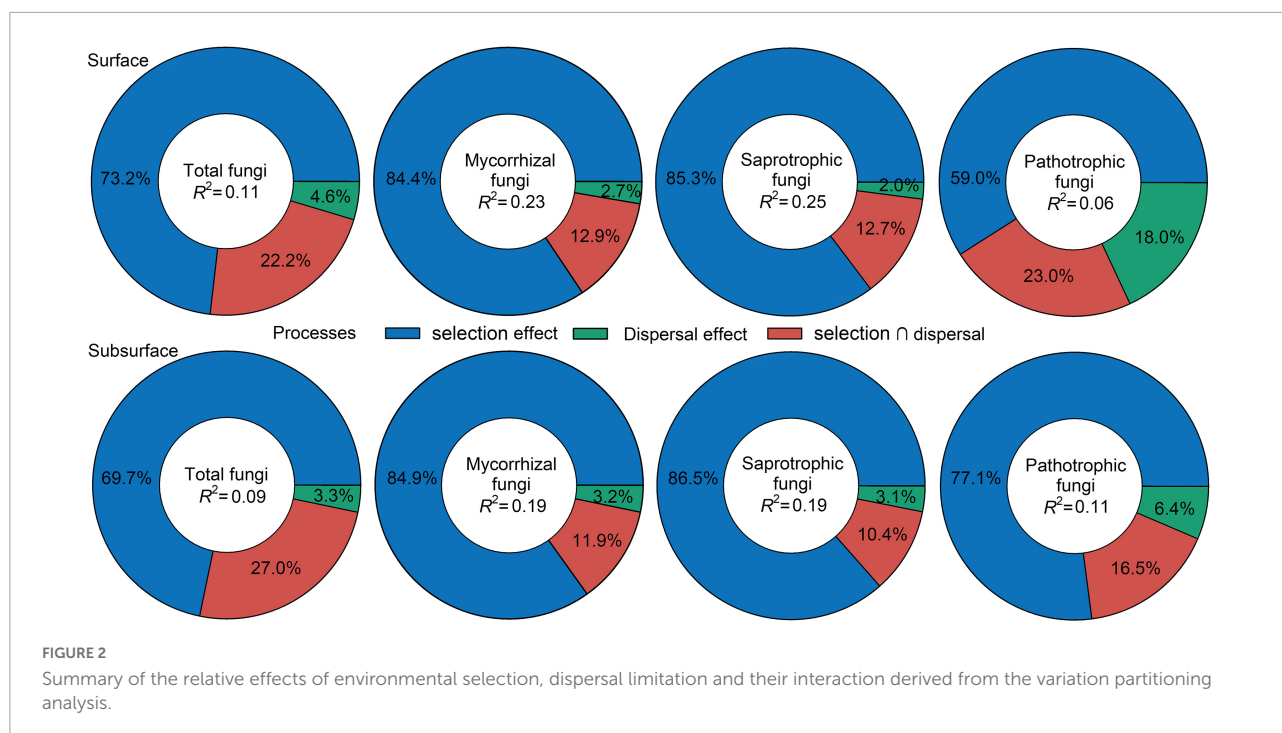 Surface
Total fungi
R²=0.11
73.2%
4.6%
22.2%
Mycorrhizal
fungi
R²=0.23
84.4%
2.7%
12.9%
Saprotrophic
fungi
R²=0.25
85.3%
2.0%
12.7%
Pathotrophic
fungi
R²=0.06
59.0%
18.0%
23.0%
Processes selection effect Dispersal effect selection ∩ dispersal
Subsurface
Total fungi
R²=0.09
69.7%
3.3%
27.0%
Mycorrhizal
fungi
R²=0.19
84.9%
3.2%
11.9%
Saprotrophic
fungi
R²=0.19
86.5%
3.1%
10.4%
Pathotrophic
fungi
R²=0.11
77.1%
6.4%
16.5%
FIGURE 2
Summary of the relative effects of environmental selection, dispersal limitation and their interaction derived from the variation partitioning
analysis.